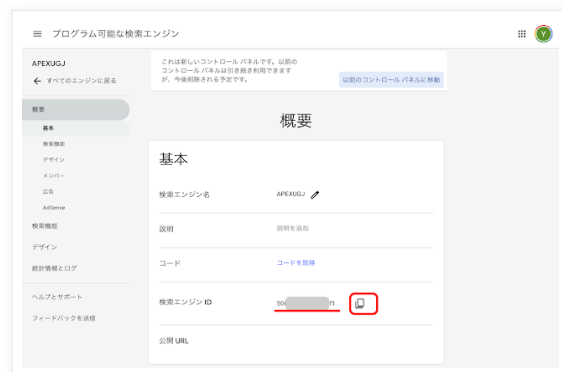 プログラム可能な検索エンジン
Y
APEXUGJ
すべてのエンジンに戻る
これは新しいコントロール パネルです。以前の
コントロール パネルは引き続き利用できます
が、今後削除される予定です。
以前のコントロール パネルに移動
概要
基本
検索機能
デザイン
メンバー
広告
AdSense
検索機能
デザイン
統計情報とログ
ヘルプとサポート
フィードバックを送信
概要
基本
検索エンジン名
APEXUGJ
説明
説明を追加
コード
コードを取得
検索エンジン ID
公開 URL